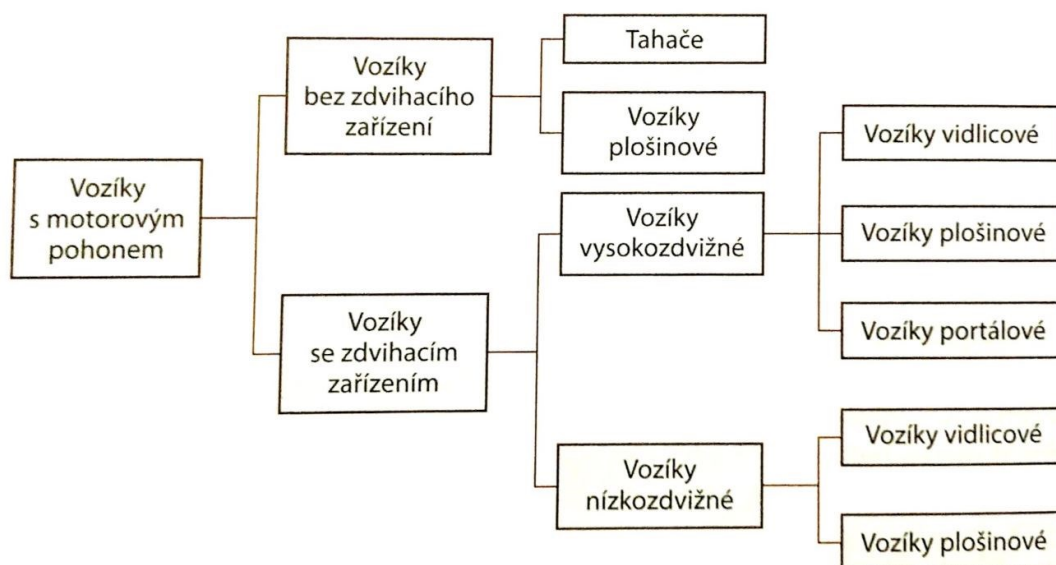 Vozíky
s motorovým
pohonem
Vozíky
bez zdvihacího
zařízení
Tahače
Vozíky
plošinové
Vozíky
se zdvihacím
zařízením
Vozíky
vysokozdvižné
Vozíky vidlicové
Vozíky plošinové
Vozíky portálové
Vozíky
nízkozdvižné
Vozíky vidlicové
Vozíky plošinové